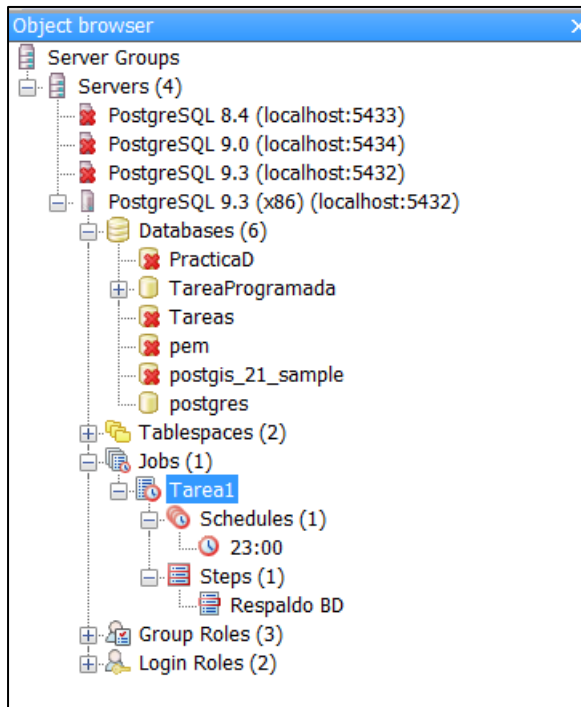 Object browser
Server Groups
Servers (4)
PostgreSQL 8.4 (localhost:5433)
PostgreSQL 9.0 (localhost:5434)
PostgreSQL 9.3 (localhost:5432)
PostgreSQL 9.3 (x86) (localhost:5432)
Databases (6)
PracticaD
TareaProgramada
Tareas
pem
postgis_21_sample
postgres
Tablespaces (2)
Jobs (1)
Tarea1
Schedules (1)
23:00
Steps (1)
Respaldo BD
Group Roles (3)
Login Roles (2)